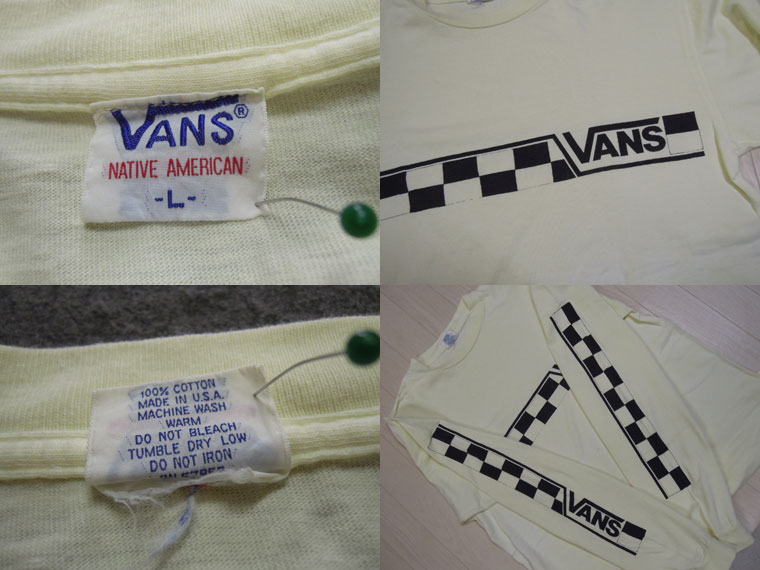 VANS®
NATIVE AMERICAN
-L-
VANS
100% COTTON
MADE IN U.S.A.
MACHINE WASH
WARM
DO NOT BLEACH
TUMBLE DRY LOW
DO NOT IRON
VANS